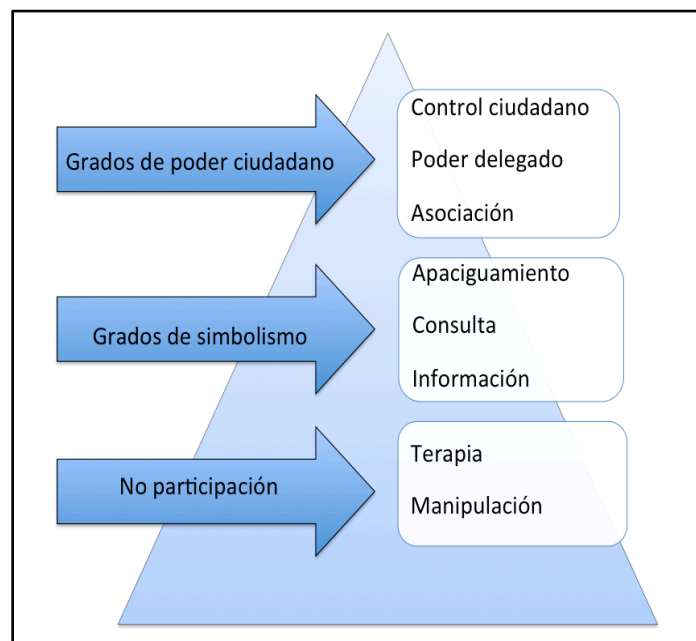 Grados de poder ciudadano
Control ciudadano
Poder delegado
Asociación
Grados de simbolismo
Apaciguamiento
Consulta
Información
No participación
Terapia
Manipulación